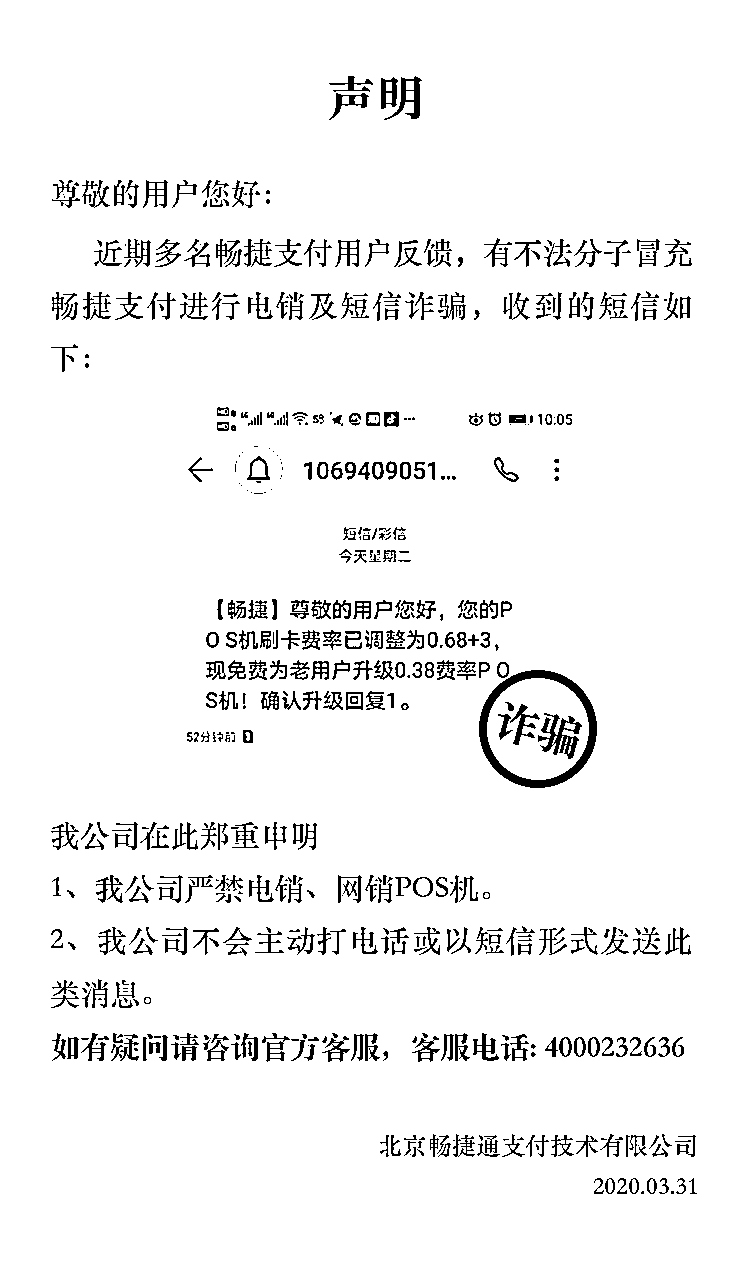 声明
尊敬的用户您好：
近期多名畅捷支付用户反馈，有不法分子冒充
畅捷支付进行电销及短信诈骗，收到的短信如
下：
10:05
1069409051...
短信/彩信
今天星期二
【畅捷】尊敬的用户您好，您的P
O S机刷卡费率已调整为0.68+3，
现免费为老用户升级0.38费率P O
S机！确认升级回复1。
诈骗
52分钟前
我公司在此郑重申明
1、我公司严禁电销、网销POS机。
2、我公司不会主动打电话或以短信形式发送此
类消息。
如有疑问请咨询官方客服，客服电话: 4000232636
北京畅捷通支付技术有限公司
2020.03.31